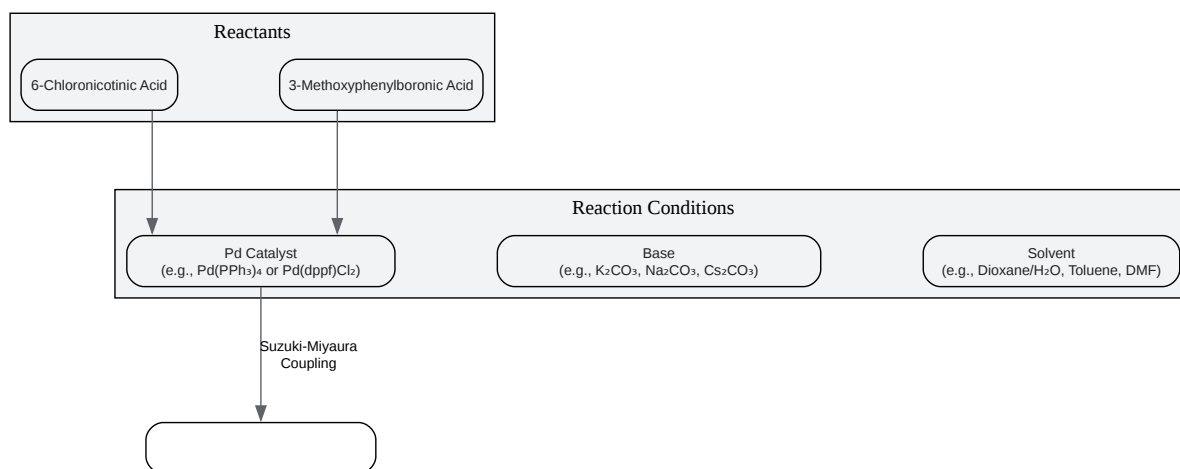 Reactants
6-Chloronicotinic Acid
3-Methoxyphenylboronic Acid
Reaction Conditions
Pd Catalyst
(e.g., Pd(PPh₃)₄ or Pd(dppf)Cl₂)
Base
(e.g., K₂CO₃, Na₂CO₃, Cs₂CO₃)
Solvent
(e.g., Dioxane/H₂O, Toluene, DMF)
Suzuki-Miyaura
Coupling